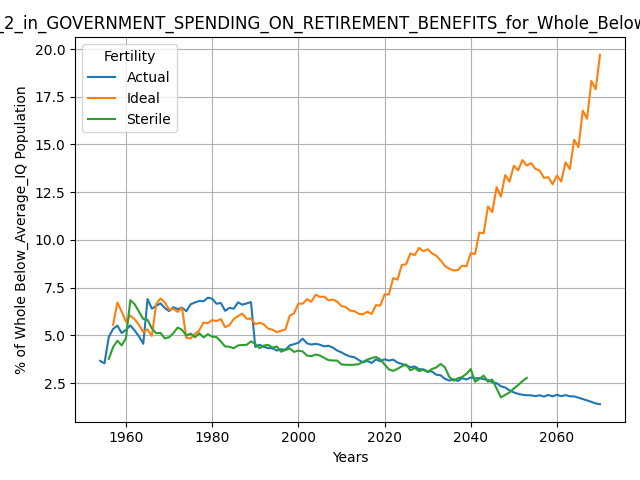 _2_in_GOVERNMENT_SPENDING_ON_RETIREMENT_BENEFITS_for_Whole_Below
Fertility
Actual
Ideal
Sterile
% of Whole Below_Average_IQ Population
20.0
17.5
15.0
12.5
10.0
7.5
5.0
2.5
1960
1980
2000
2020
2040
2060
Years